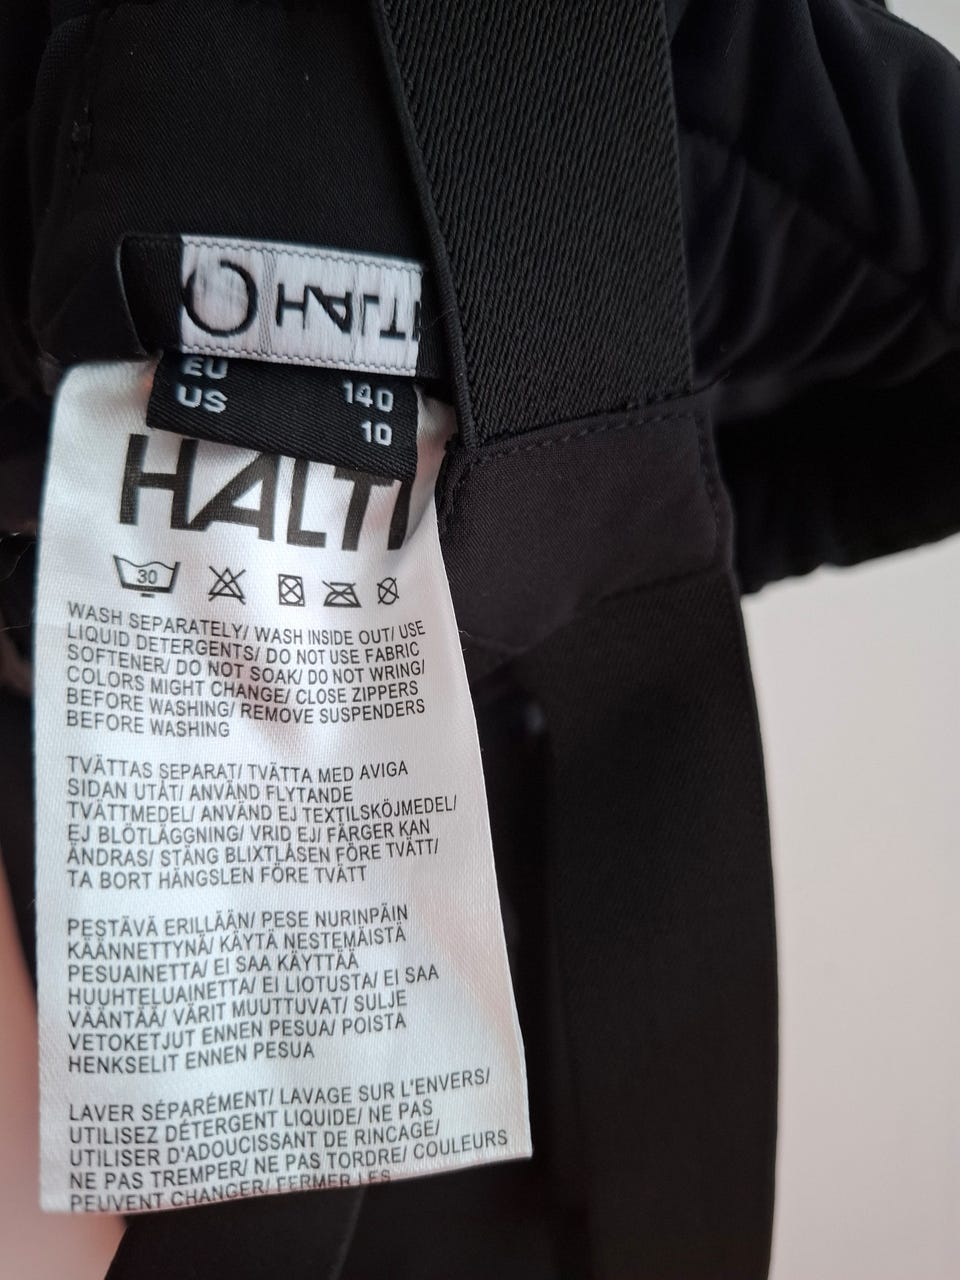 HALTI
EU 140
US 10
HALTI
30
WASH SEPARATELY/ WASH INSIDE OUT/ USE
LIQUID DETERGENTS/ DO NOT USE FABRIC
SOFTENER/ DO NOT SOAK/ DO NOT WRING/
COLORS MIGHT CHANGE/ CLOSE ZIPPERS
BEFORE WASHING/ REMOVE SUSPENDERS
BEFORE WASHING
TVÄTTAS SEPARAT/ TVÄTTA MED AVIGA
SIDAN UTÅT/ ANVÄND FLYTANDE
TVÄTTMEDEL/ ANVÄND EJ TEXTILSKÖJMEDEL/
EJ BLÖTLÄGGNING/ VRID EJ/ FÄRGER KAN
ÄNDRAS/ STÄNG BLIXTLÅSEN FÖRE TVÄTT/
TA BORT HÄNGSLEN FÖRE TVÄTT
PESTÄVÄ ERILLÄÄN/ PESE NURINPÄIN
KÄÄNNETTYNÄ/ KÄYTÄ NESTEMÄISTÄ
PESUAINETTA/ EI SAA KÄYTTÄÄ
HUUHTELUAINETTA/ EI LIOTUSTA/ EI SAA
VÄÄNTÄÄ/ VÄRIT MUUTTUVAT/ SULJE
VETOKETJUT ENNEN PESUA/ POISTA
HENKSELIT ENNEN PESUA
LAVER SÉPARÉMENT/ LAVAGE SUR L'ENVERS/
UTILISEZ DÉTERGENT LIQUIDE/ NE PAS
UTILISER D'ADOUCISSANT DE RINCAGE/
NE PAS TREMPER/ NE PAS TORDRE/ COULEURS
PEUVENT CHANGER/ FERMER LES